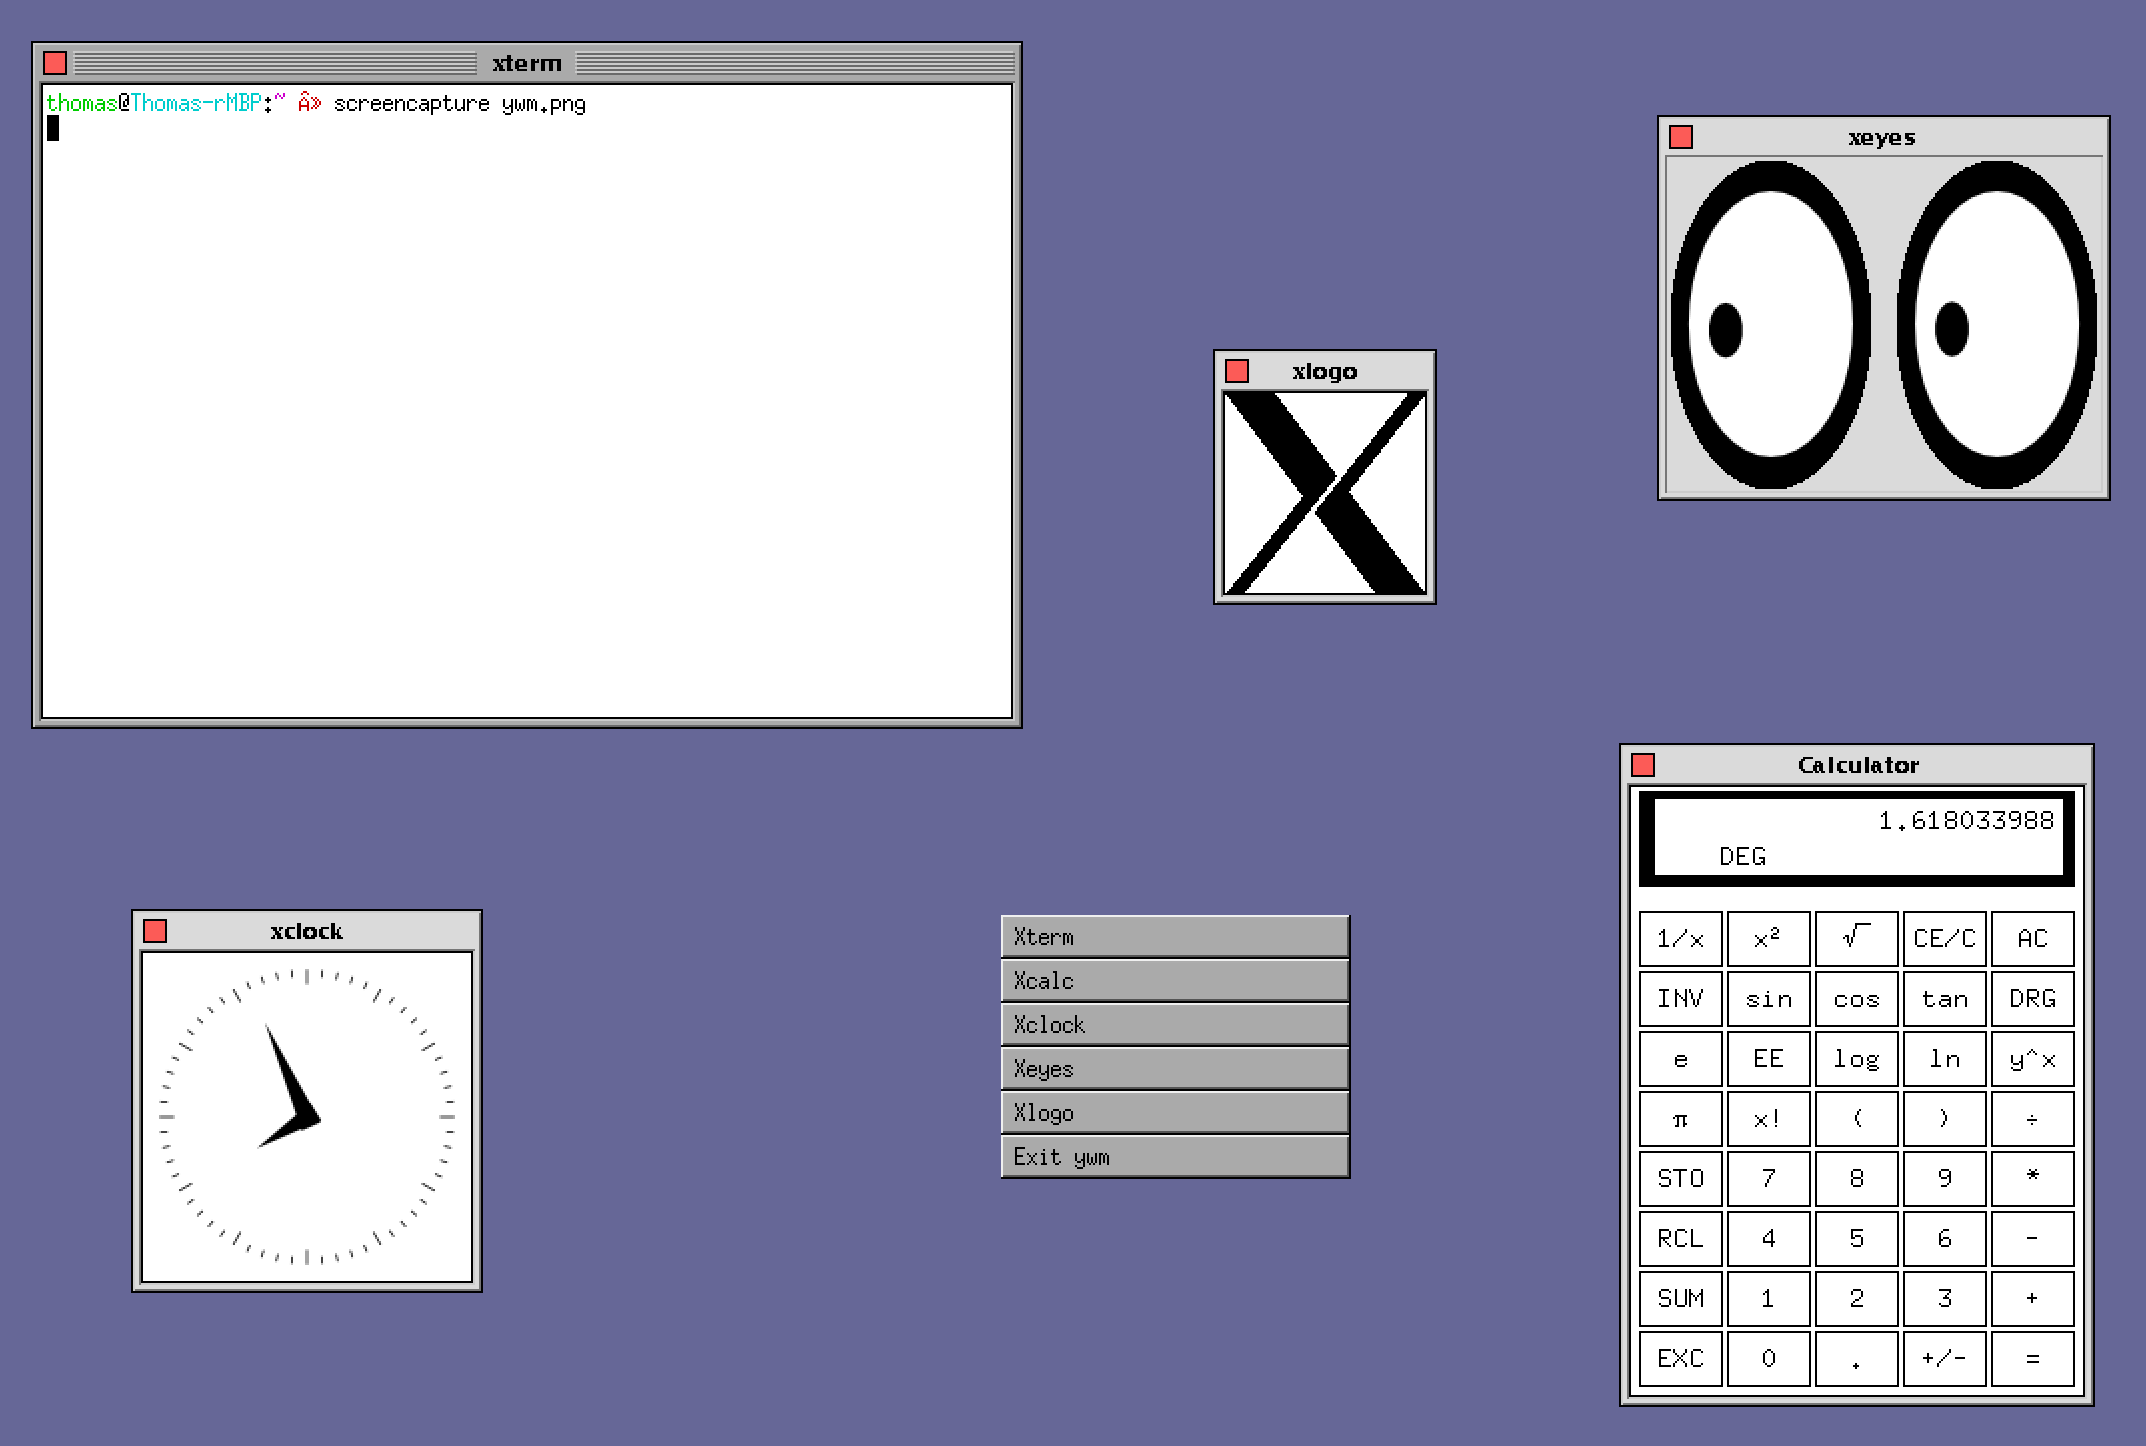 xterm
thomas@Thomas-rMBP:~ Â» screencapture ywm.png
xeyes
xlogo
Calculator
1.618033988
DEG
1/x x² √ CE/C AC
INV sin cos tan DRG
e EE log ln y^x
π x! ( ) ÷
STO 7 8 9 *
RCL 4 5 6 -
SUM 1 2 3 +
EXC 0 . +/- =
xclock
Xterm
Xcalc
Xclock
Xeyes
Xlogo
Exit ywm